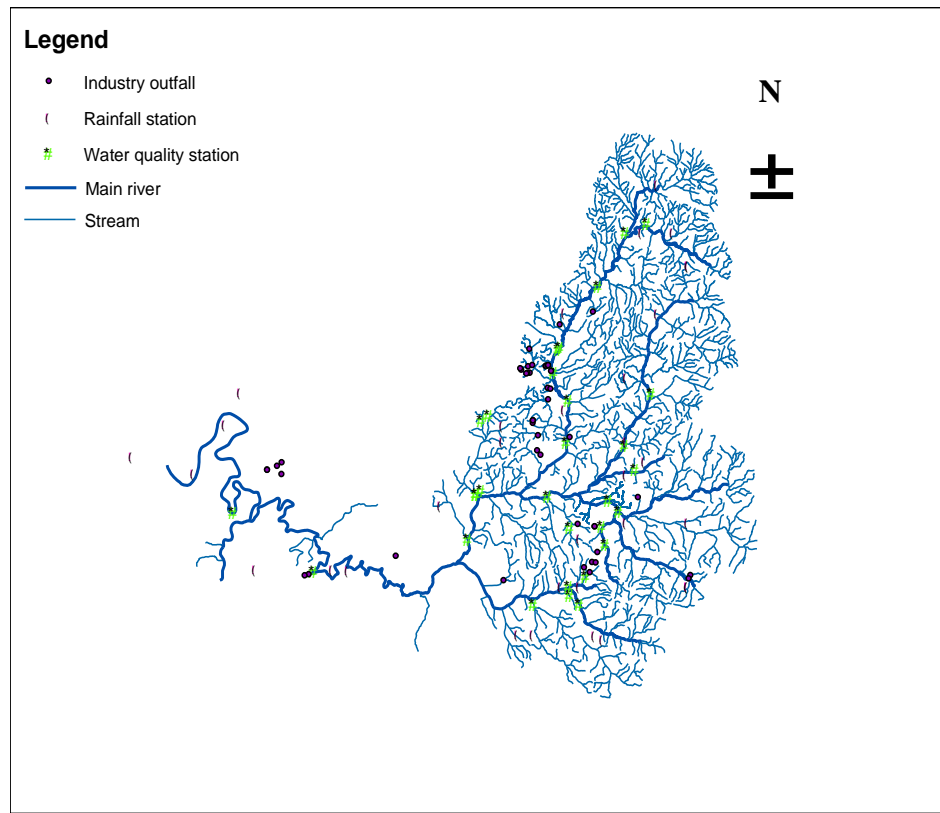 Legend
Industry outfall
Rainfall station
Water quality station
Main river
Stream
N